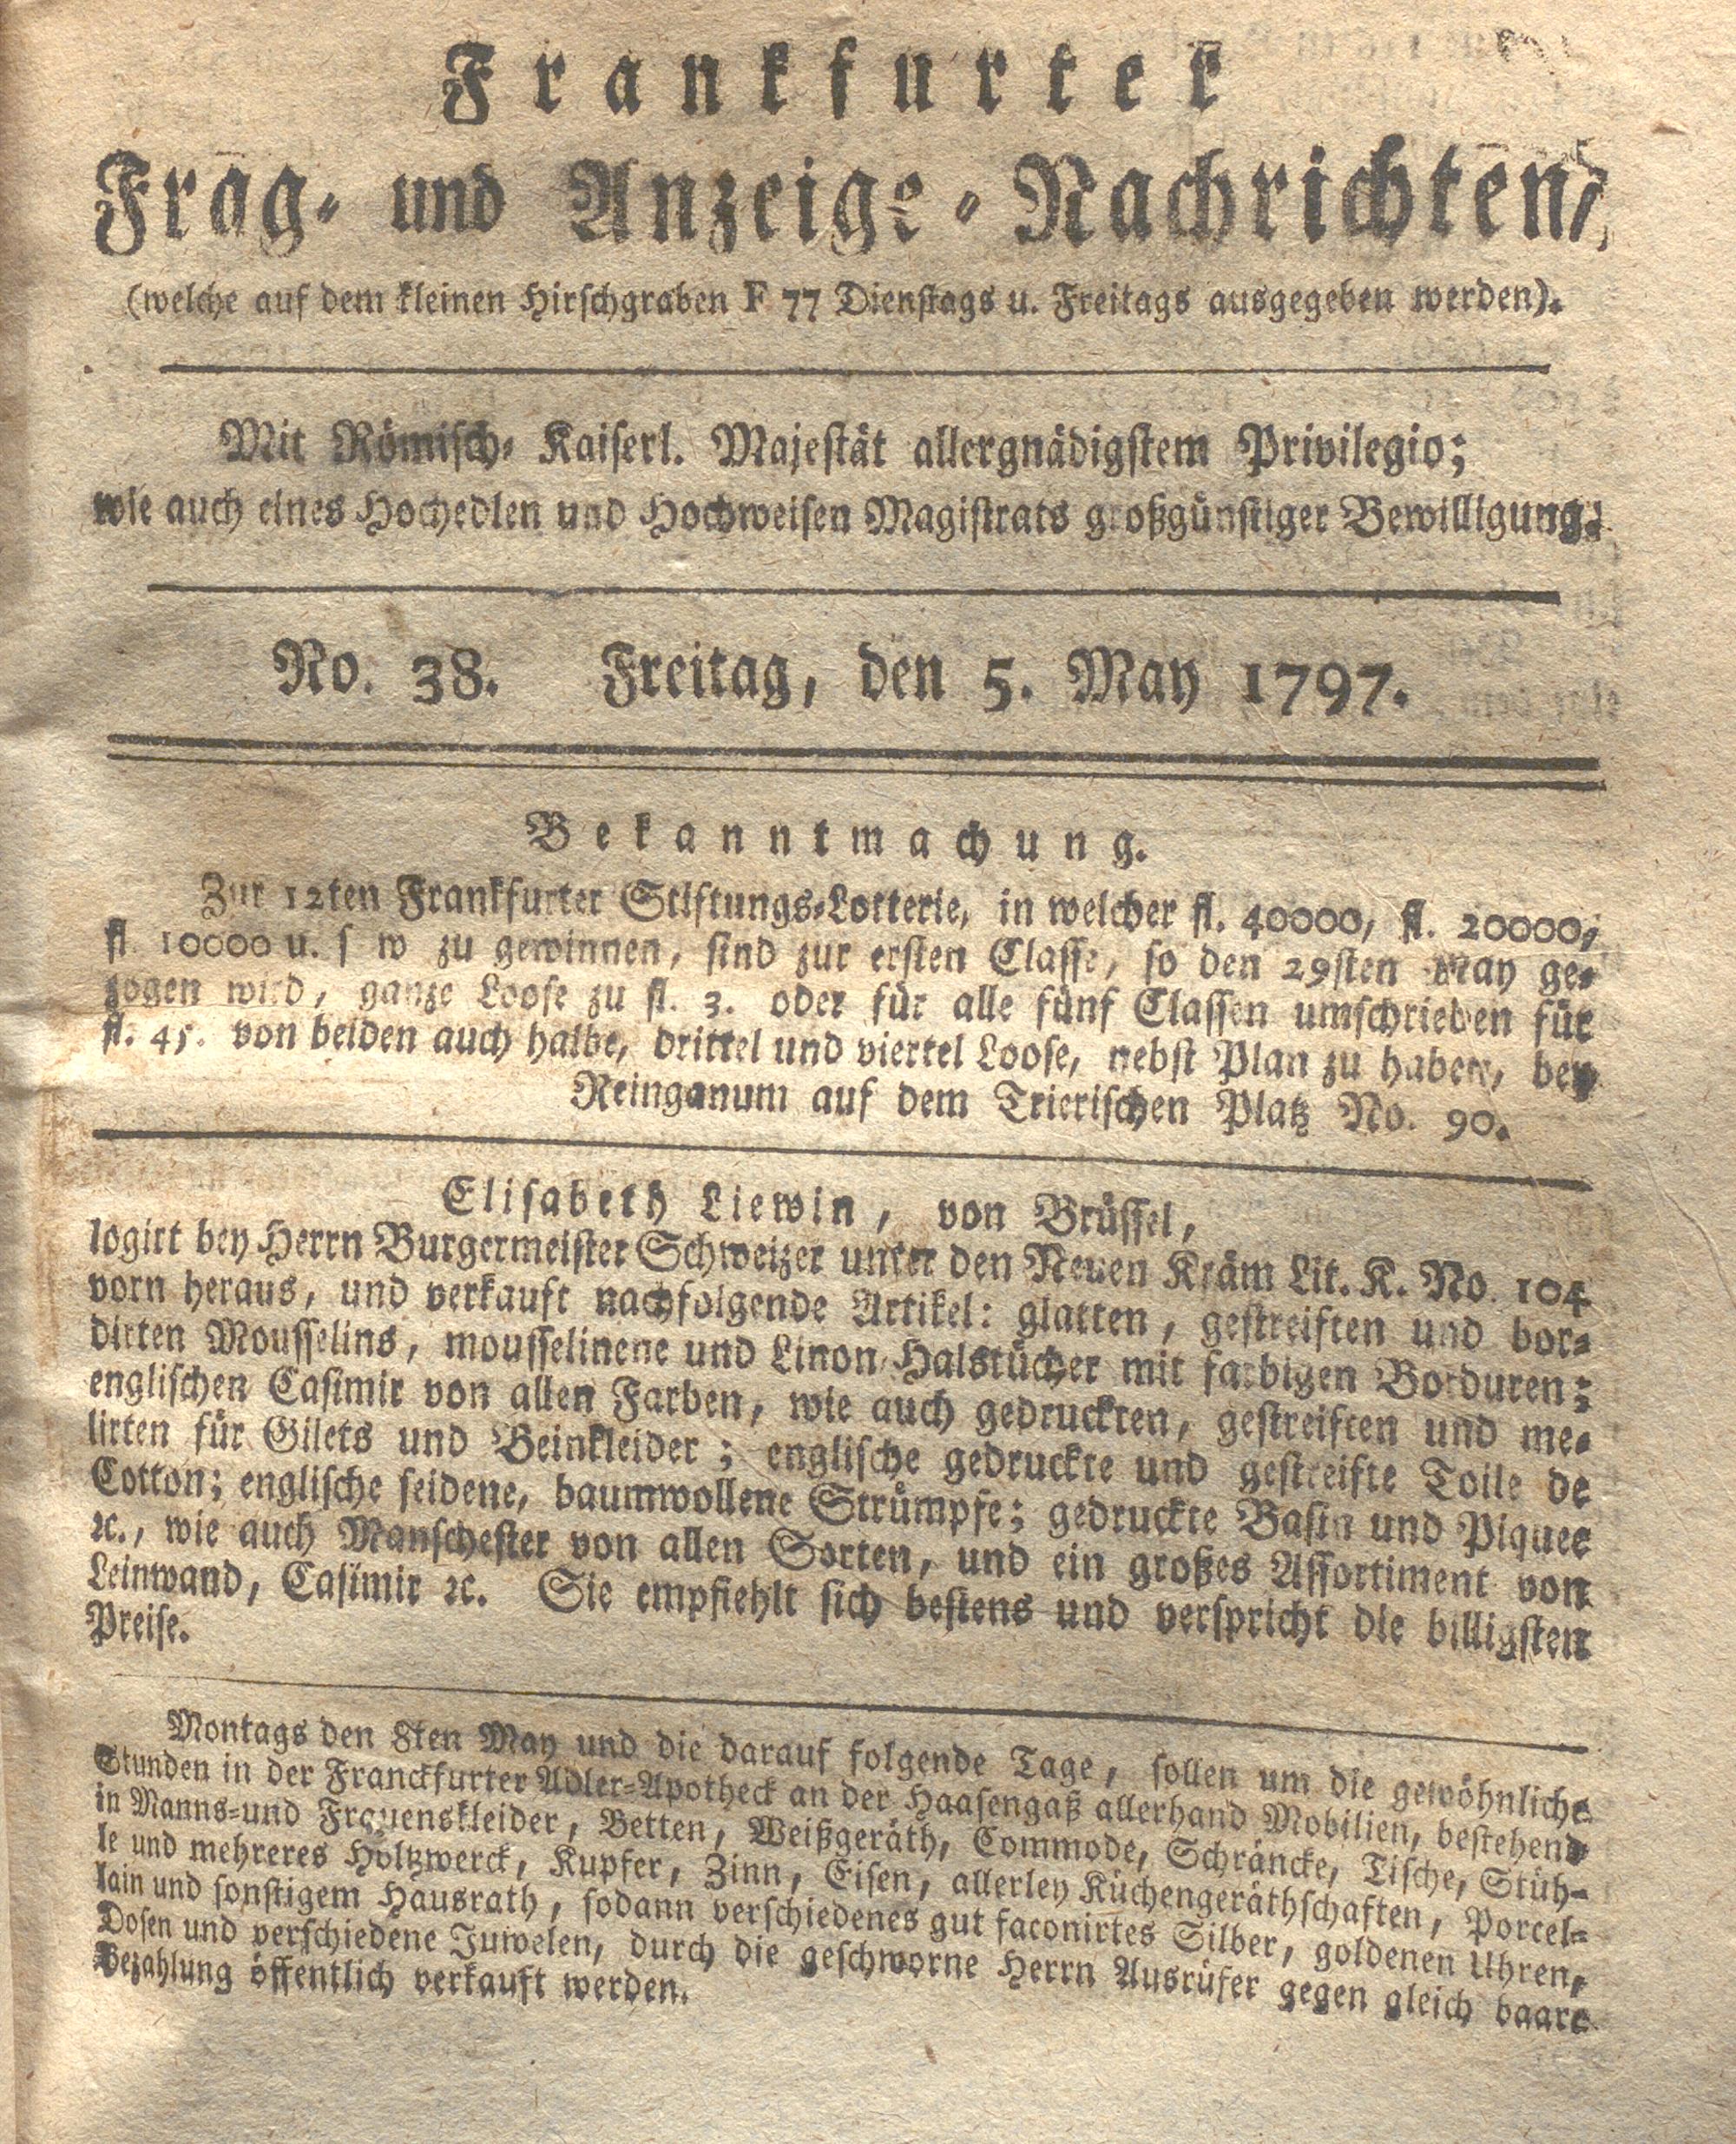 Frankfurter
Frag- und Anzeige-Nachrichten,
(welche auf dem kleinen Hirschgraben F 77 Dienstags u. Freitags ausgegeben werden).
Mit Römisch-Kaiserl. Majestät allergnädigstem Privilegio;
wie auch eines Hochedlen und Hochweisen Magistrats großgünstiger Bewilligung.
No. 38. Freitag, den 5. May 1797.
Bekanntmachung.
Zur 12ten Frankfurter Stiftungs-Lotterie, in welcher fl. 40000, fl. 20000,
fl 10000 u. s w zu gewinnen, sind zur ersten Classe, so den 29sten May ge-
zogen wird, ganze Loose zu fl. 3. oder für alle fünf Classen umschrieben für
fl. 45. von beiden auch halbe, drittel und viertel Loose, nebst Plan zu haben, bey
Reinganum auf dem Trierischen Platz No. 90.
Elisabeth Liewin, von Brüssel,
logirt bey Herrn Burgermeister Schweizer unter den Neuen Kräm Lit. K. No. 104
vorn heraus, und verkauft nachfolgende Artikel: glatten, gestreiften und bor-
dirten Mousselins, mousselinene und Linon-Halstücher mit farbigen Borduren;
englischen Casimir von allen Farben, wie auch gedruckten, gestreiften und me-
lirten für Gilets und Beinkleider; englische gedruckte und gestreifte Toile de
Cotton; englische seidene, baumwollene Strümpfe; gedruckte Basin und Piquee
ꝛc., wie auch Manschester von allen Sorten, und ein großes Assortiment von
Leinwand, Casimir ꝛc. Sie empfiehlt sich bestens und verspricht die billigsten
Preise.
Montags den 8ten May und die darauf folgende Tage, sollen um die gewöhnliche
Stunden in der Franckfurter Adler-Apotheck an der Haasengaß allerhand Mobilien, bestehend
in Manns-und Frauenskleider, Betten, Weißgeräth, Commode, Schräncke, Tische, Stüh-
le und mehreres Holtzwerck, Kupfer, Zinn, Eisen, allerley Küchengeräthschaften, Porcel-
lain und sonstigem Hausrath, sodann verschiedenes gut faconirtes Silber, goldenen Uhren,
Dosen und verschiedene Juwelen, durch die geschworne Herrn Ausrüfer gegen gleich baare
Bezahlung öffentlich verkauft werden.